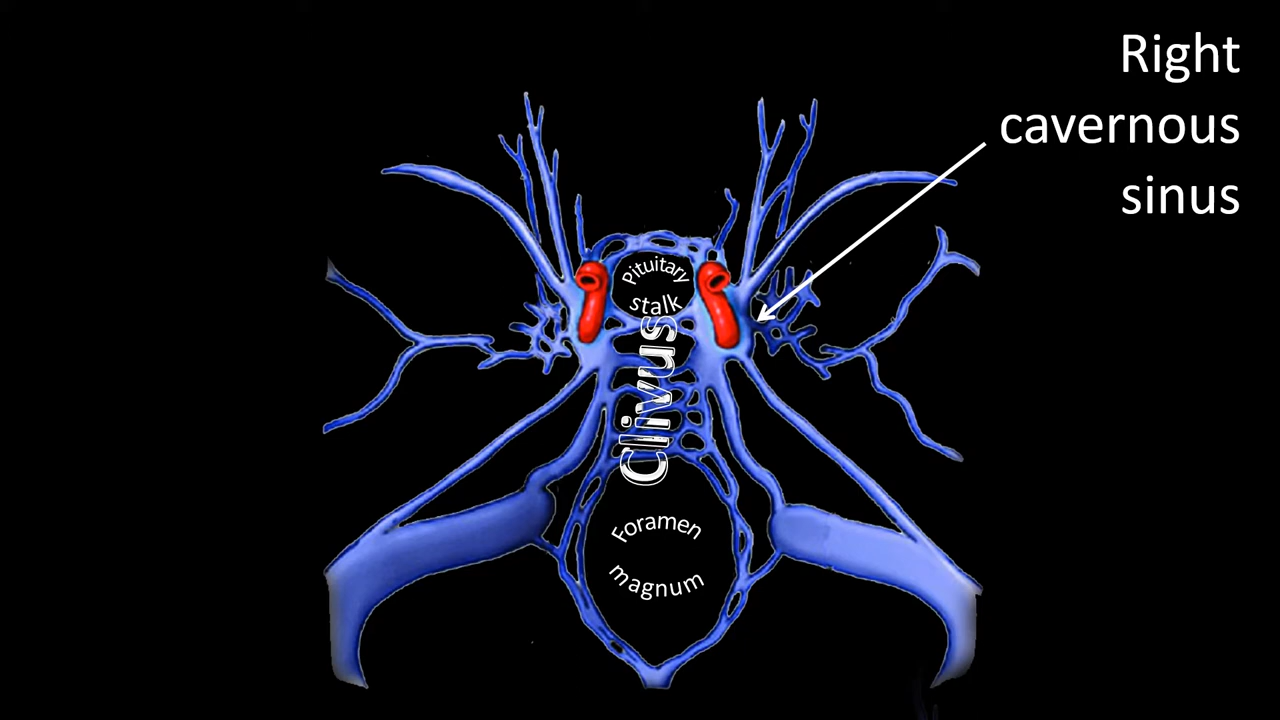 Right
cavernous
sinus
Pituitary
stalk
Clivus
Foramen
magnum